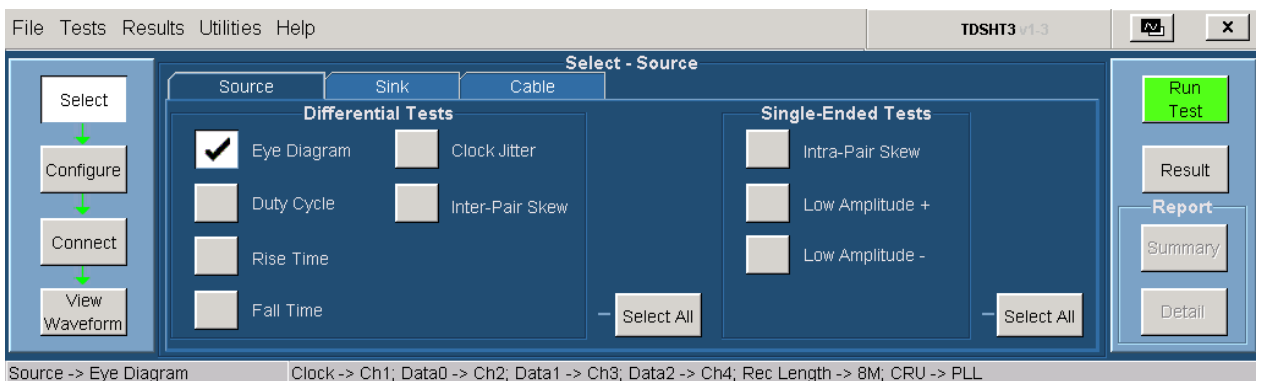 File Tests Results Utilities Help TDSHT3 v1-3 x
Select - Source
Select
Configure
Connect
View
Waveform
Source Sink Cable
Differential Tests
Eye Diagram Clock Jitter
Duty Cycle Inter-Pair Skew
Rise Time
Fall Time
Select All
Single-Ended Tests
Intra-Pair Skew
Low Amplitude +
Low Amplitude -
Select All
Run
Test
Result
Report
Summary
Detail
Source -> Eye Diagram Clock -> Ch1; Data0 -> Ch2; Data1 -> Ch3; Data2 -> Ch4; Rec Length -> 8M; CRU -> PLL